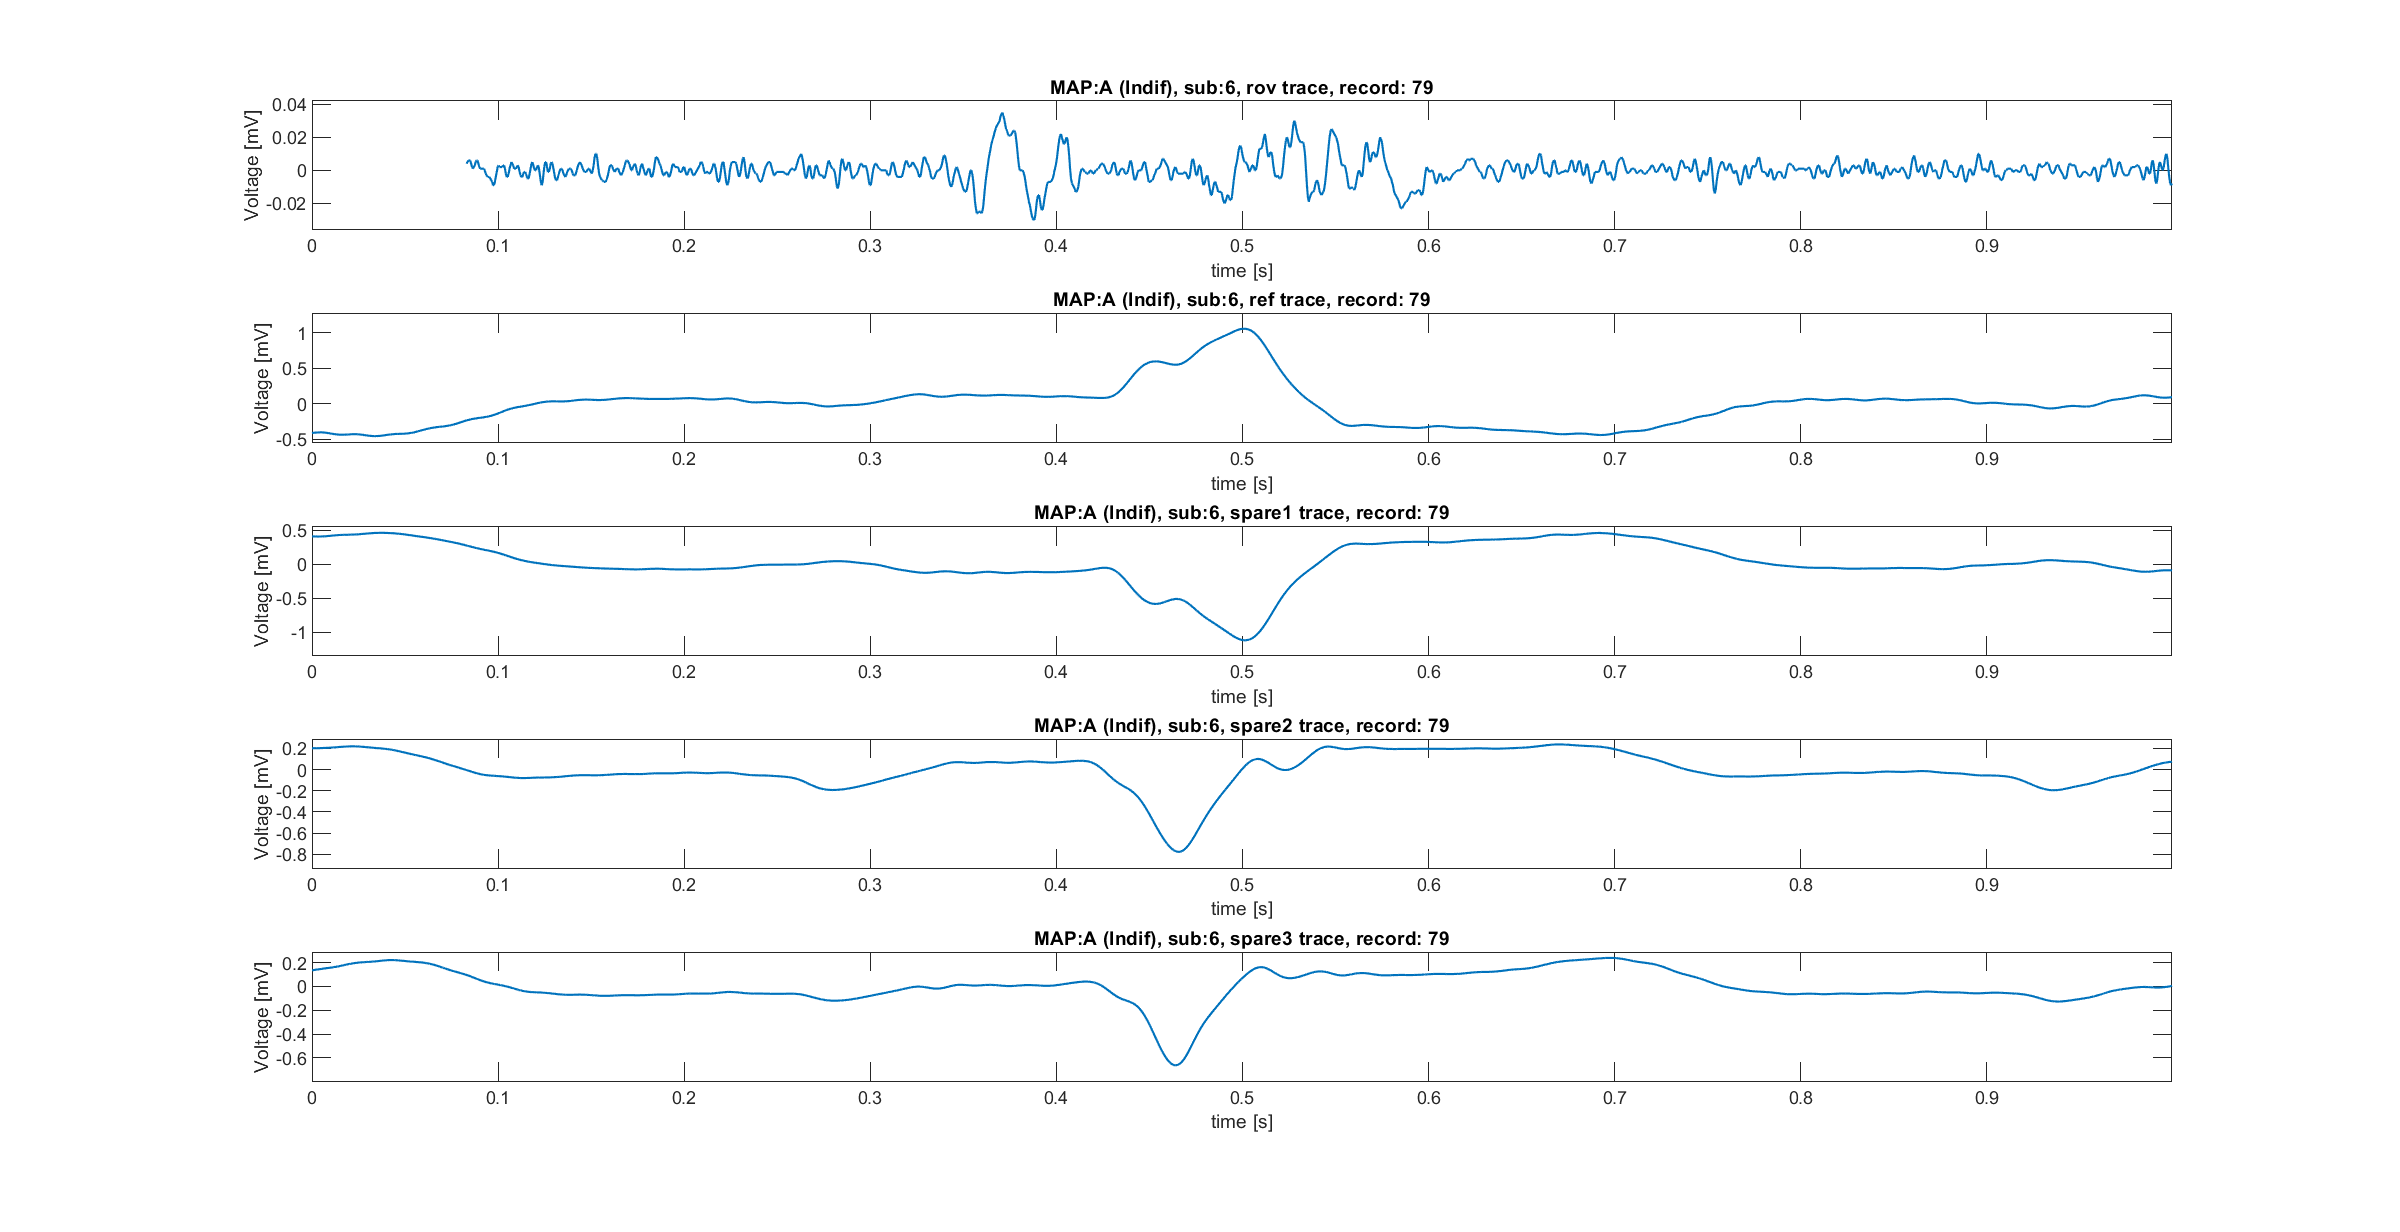 MAP:A (Indif), sub:6, rov trace, record: 79
Voltage [mV]
0.04
0.02
0
-0.02
0 0.1 0.2 0.3 0.4 0.5 0.6 0.7 0.8 0.9
time [s]
MAP:A (Indif), sub:6, ref trace, record: 79
Voltage [mV]
1
0.5
0
-0.5
0 0.1 0.2 0.3 0.4 0.5 0.6 0.7 0.8 0.9
time [s]
MAP:A (Indif), sub:6, spare1 trace, record: 79
Voltage [mV]
0.5
0
-0.5
-1
0 0.1 0.2 0.3 0.4 0.5 0.6 0.7 0.8 0.9
time [s]
MAP:A (Indif), sub:6, spare2 trace, record: 79
Voltage [mV]
0.2
0
-0.2
-0.4
-0.6
-0.8
0 0.1 0.2 0.3 0.4 0.5 0.6 0.7 0.8 0.9
time [s]
MAP:A (Indif), sub:6, spare3 trace, record: 79
Voltage [mV]
0.2
0
-0.2
-0.4
-0.6
0 0.1 0.2 0.3 0.4 0.5 0.6 0.7 0.8 0.9
time [s]